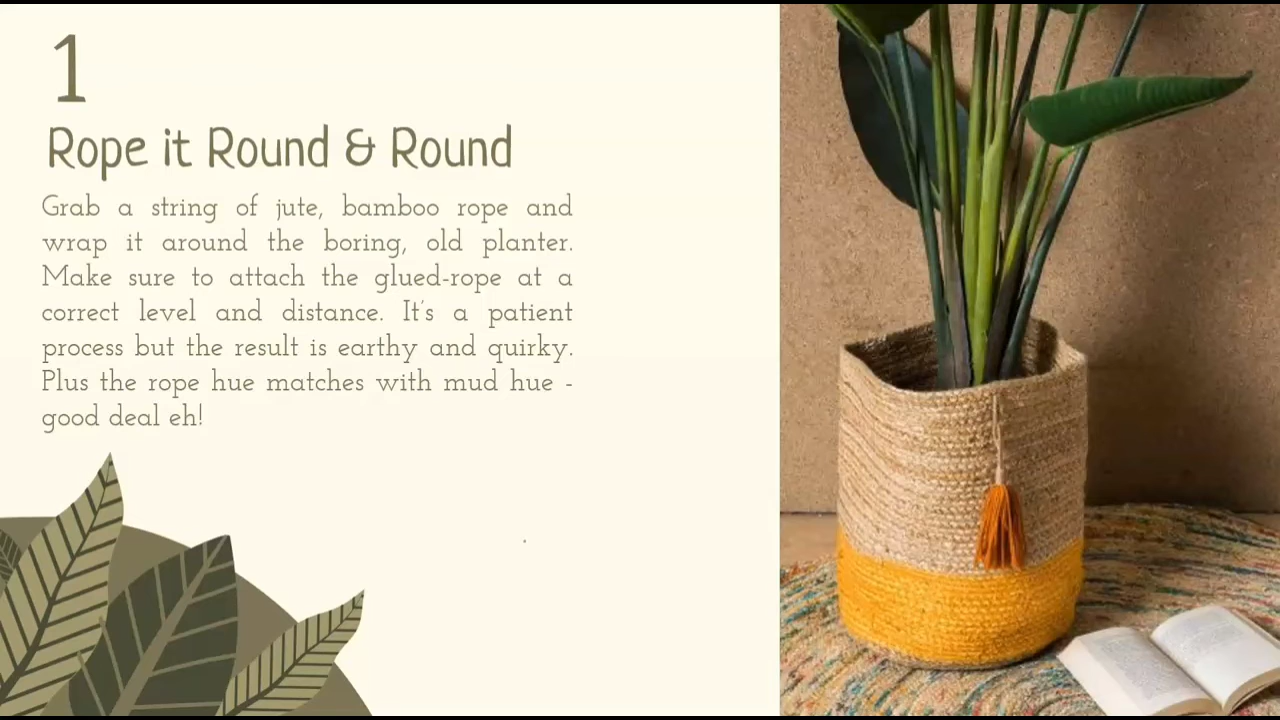 1
Rope it Round & Round
Grab a string of jute, bamboo rope and
wrap it around the boring, old planter.
Make sure to attach the glued-rope at a
correct level and distance. It's a patient
process but the result is earthy and quirky.
Plus the rope hue matches with mud hue -
good deal eh!